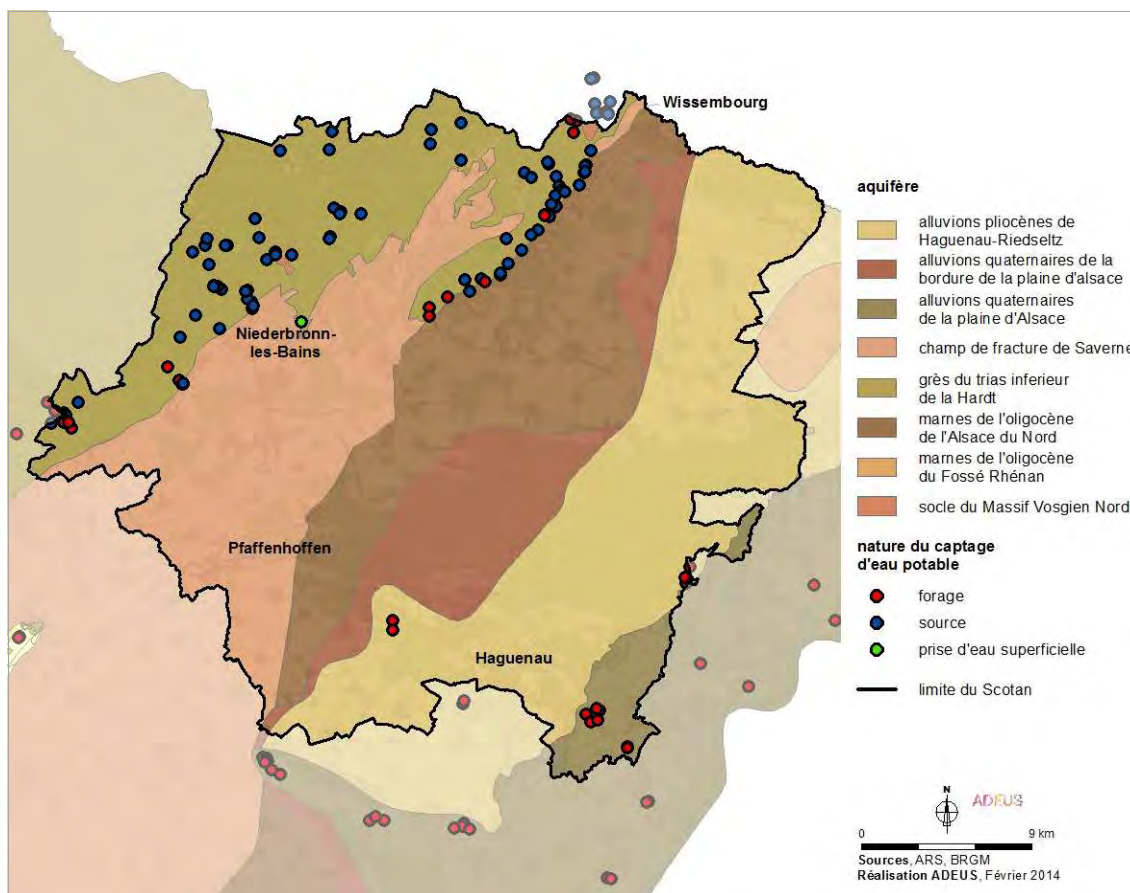 Wissembourg
Niederbronn-
les-Bains
Pfaffenhoffen
Haguenau
aquifère
alluvions pliocènes de
Haguenau-Riedseltz
alluvions quaternaires de la
bordure de la plaine d'alsace
alluvions quaternaires
de la plaine d'Alsace
champ de fracture de Saverne
grès du trias inferieur
de la Hardt
marnes de l'oligocène
de l'Alsace du Nord
marnes de l'oligocène
du Fossé Rhénan
socle du Massif Vosgien Nord
nature du captage
d'eau potable
forage
source
prise d'eau superficielle
limite du Scotan
N
ADEUS
0 9 km
Sources, ARS, BRGM
Réalisation ADEUS, Février 2014